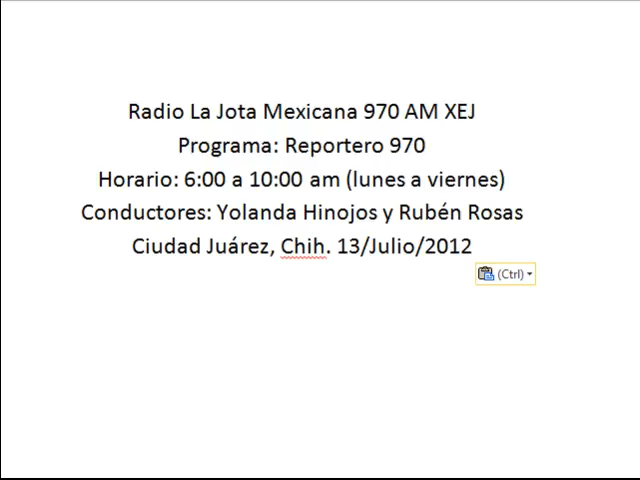 Radio La Jota Mexicana 970 AM XEJ
Programa: Reportero 970
Horario: 6:00 a 10:00 am (lunes a viernes)
Conductores: Yolanda Hinojos y Rubén Rosas
Ciudad Juárez, Chih. 13/Julio/2012
(Ctrl)